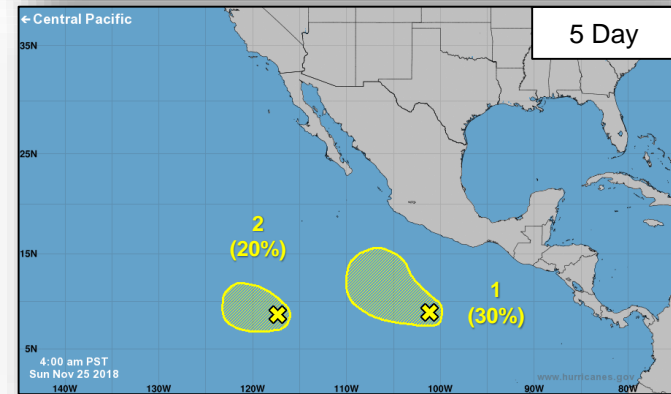 ← Central Pacific
5 Day
35N
25N
2
(20%)
15N
1
(30%)
5N
4:00 am PST
Sun Nov 25 2018
www.hurricanes.gov
140W 130W 120W 110W 100W 90W 80W